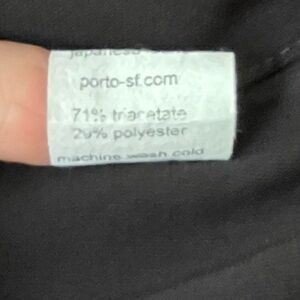 japanese
porto-sf.com
71% triacetate
29% polyester
machine wash cold